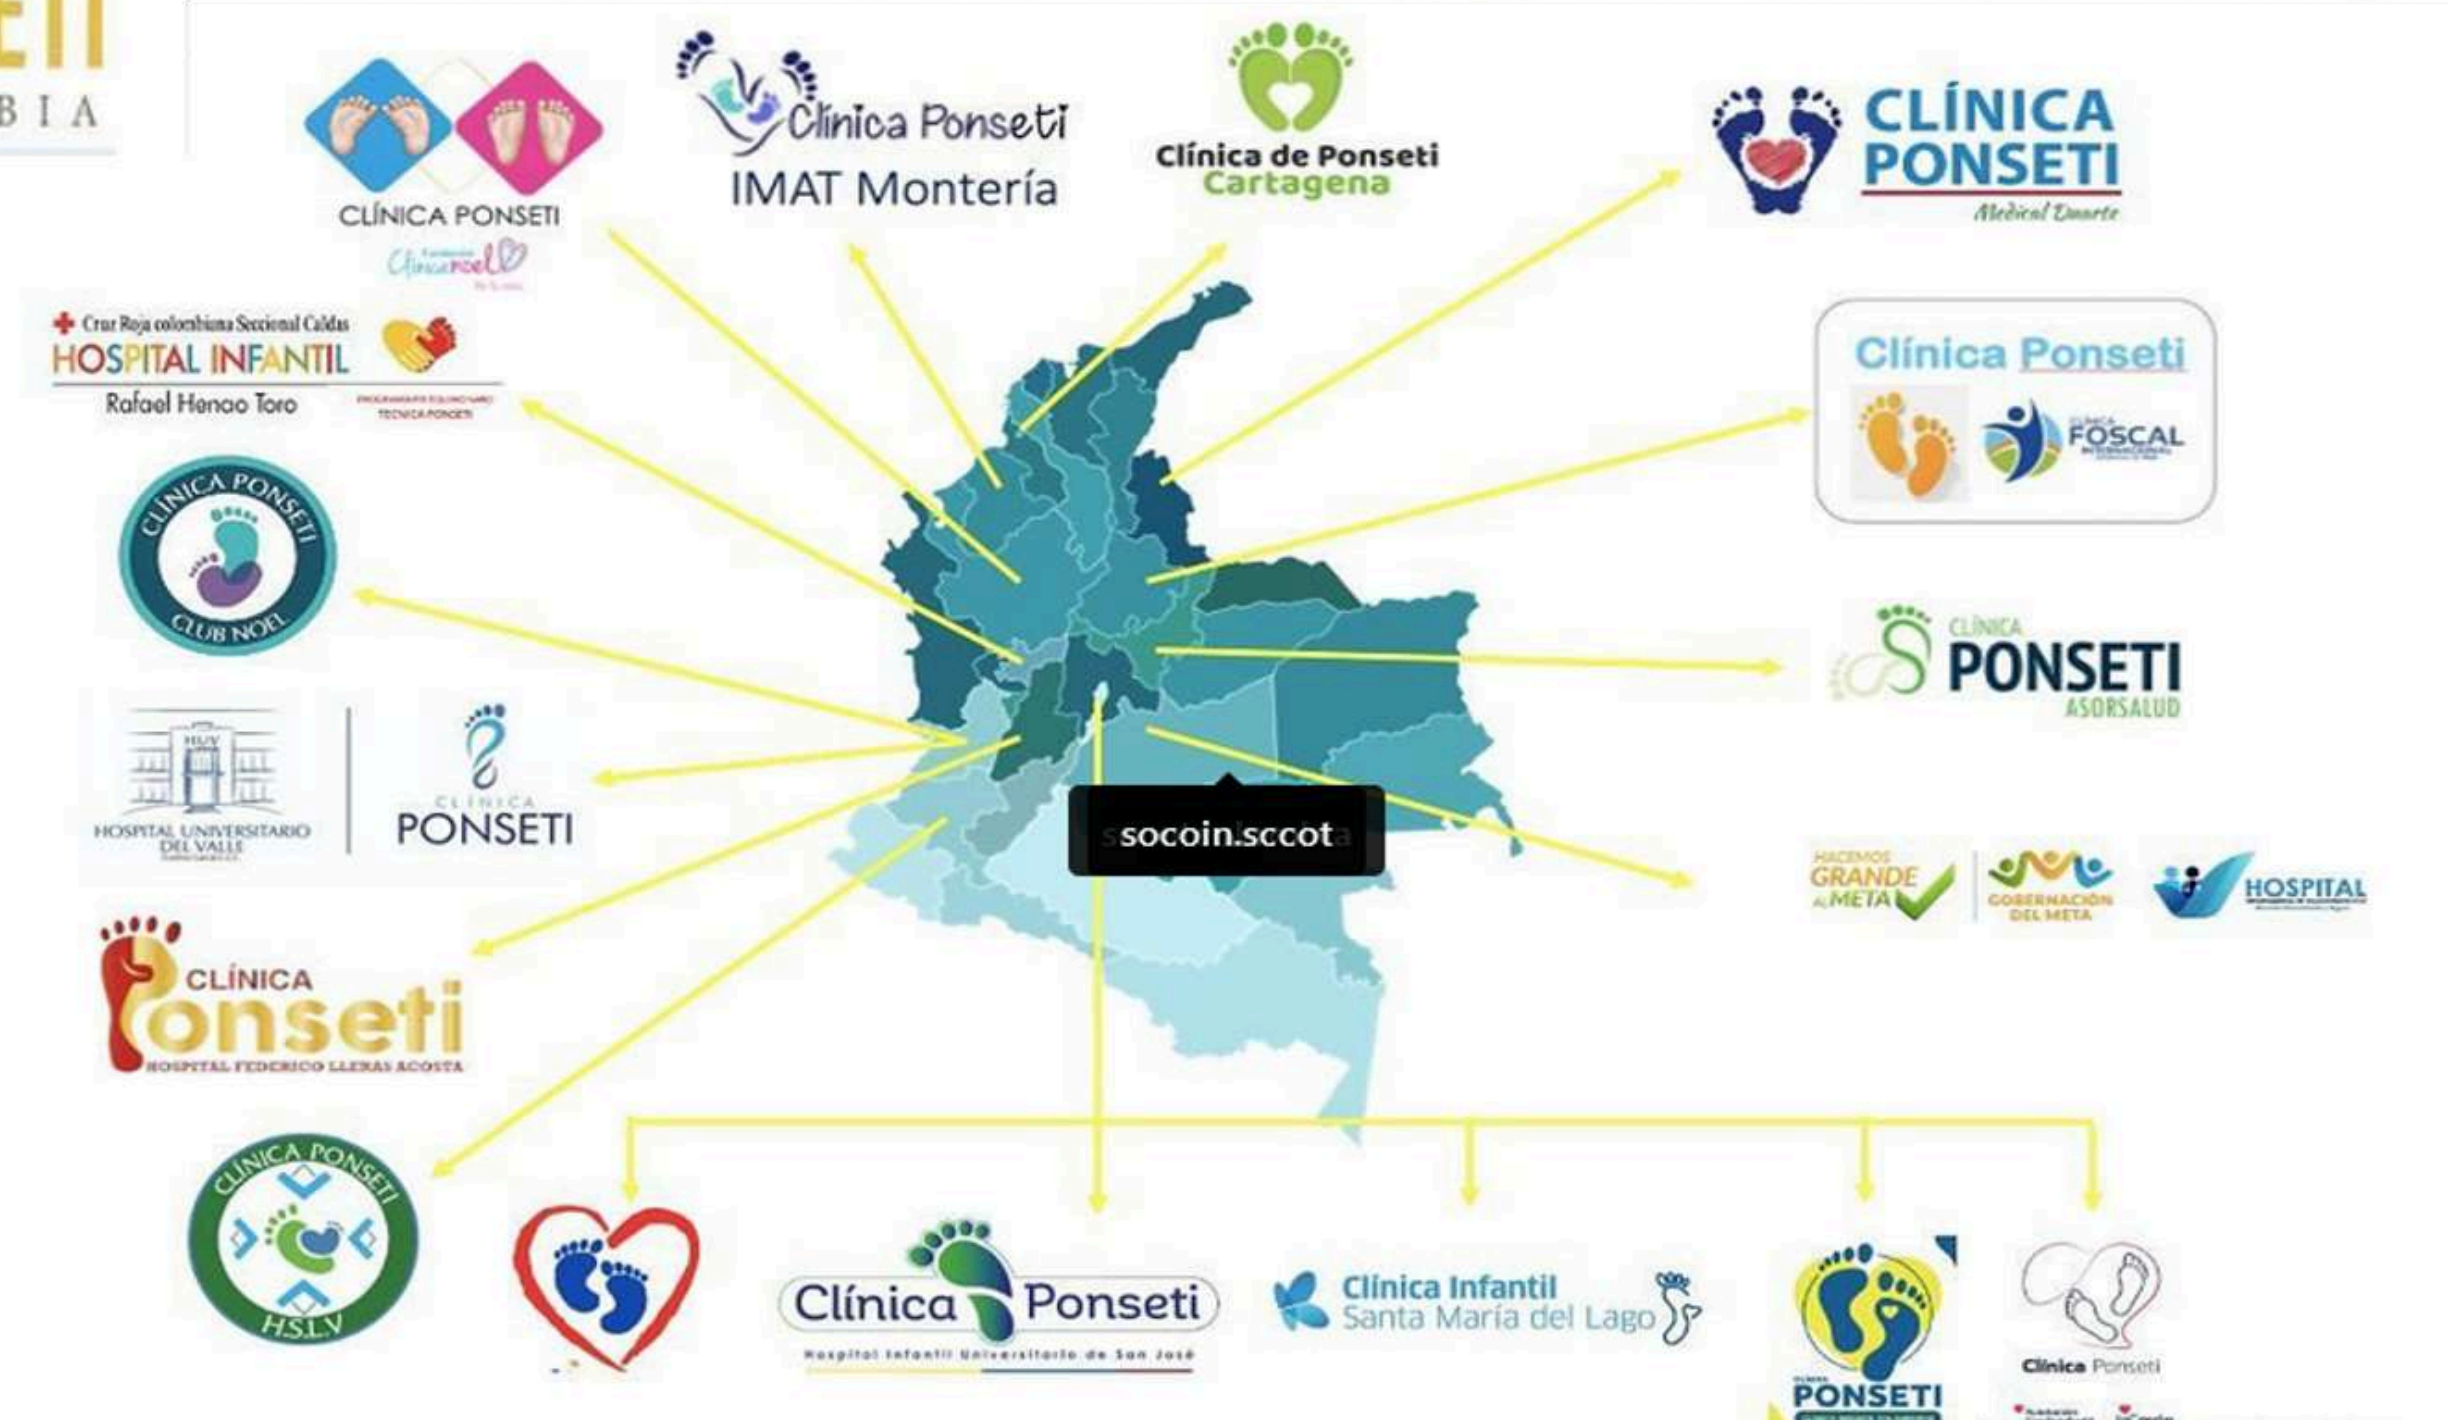 BIA
CLÍNICA PONSETI
Clínica Ponseti
IMAT Montería
Clínica de Ponseti
Cartagena
CLÍNICA
PONSETI
Medical Duarte
Cruz Roja colombiana Seccional Caldas
HOSPITAL INFANTIL
Rafael Henao Toro
TECNICA PONSETI
Clínica Ponseti
FOSCAL
INTERNACIONAL
CLÍNICA PONSETI
CLUB NOEL
CLÍNICA
PONSETI
ASORSALUD
HUV
HOSPITAL UNIVERSITARIO
DEL VALLE
CLÍNICA
PONSETI
socoin.sccot
HACEMOS
GRANDE
AL META
GOBERNACIÓN
DEL META
HOSPITAL
CLÍNICA
Ponseti
HOSPITAL FEDERICO LLERAS ACOSTA
CLÍNICA PONSETI
H.S.L.V
Clínica Ponseti
Hospital Infantil Universitario de San José
Clínica Infantil
Santa María del Lago
PONSETI
Clínica Ponseti